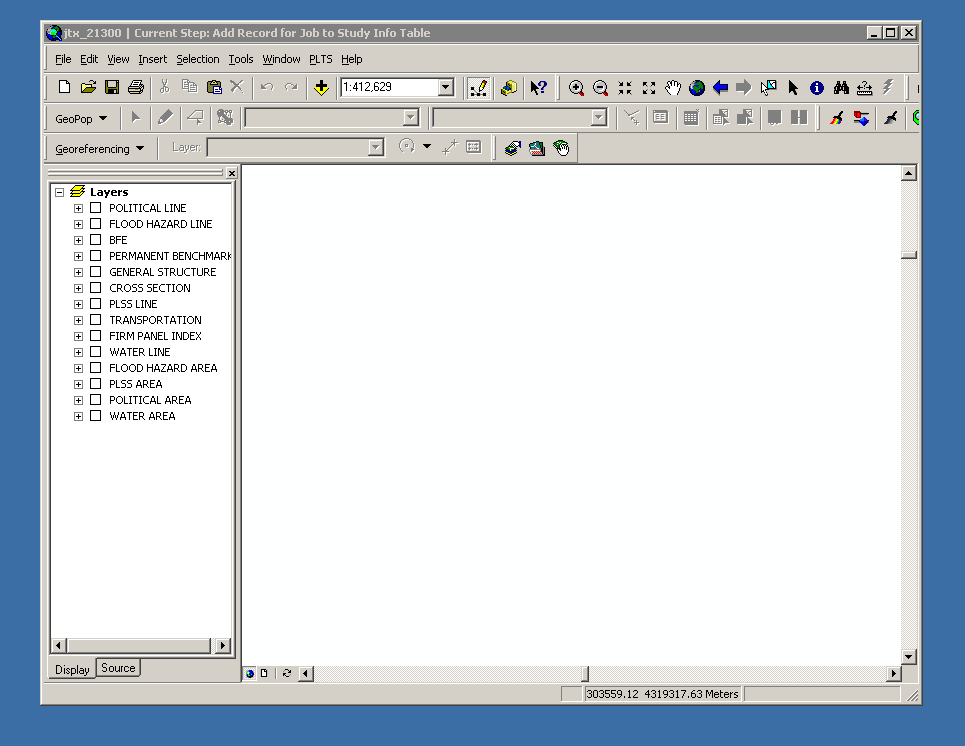 jtx_21300 | Current Step: Add Record for Job to Study Info Table
File Edit View Insert Selection Tools Window PLTS Help
1:412,629
GeoPop
Georeferencing Layer:
Layers
POLITICAL LINE
FLOOD HAZARD LINE
BFE
PERMANENT BENCHMARK
GENERAL STRUCTURE
CROSS SECTION
PLSS LINE
TRANSPORTATION
FIRM PANEL INDEX
WATER LINE
FLOOD HAZARD AREA
PLSS AREA
POLITICAL AREA
WATER AREA
Display Source
303559.12 4319317.63 Meters